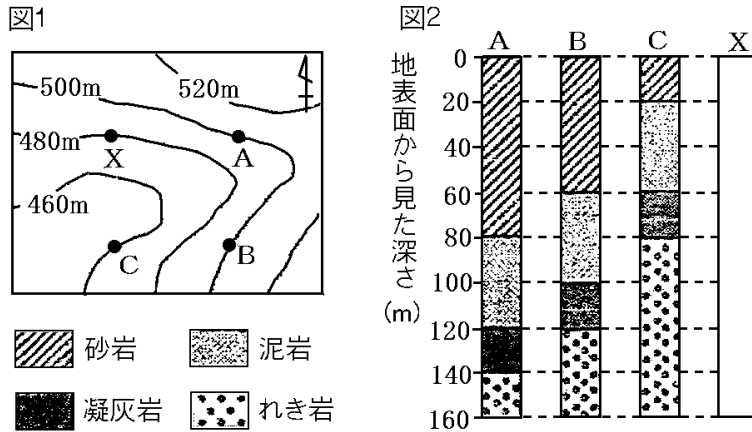 図1
500m
520m
480m
X
A
460m
C
B
砂岩
泥岩
凝灰岩
れき岩
図2
A B C X
地表面から見た深さ(m)
0
20
40
60
80
100
120
140
160